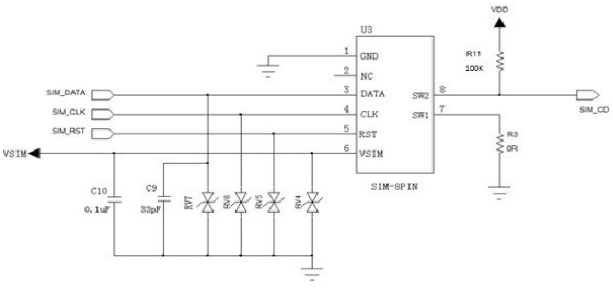 VDD
U3
R11
100K
1 GND
2 NC
SIM_DATA 3 DATA SW2 8
SIM_CD
SIM_CLK 4 CLK SW1 7
SIM_RST 5 RST
R3
0R
VSIM 6 VSIM
SIM-8PIN
C10
0.1uF
C9
33pF
RV7
RV6
RV5
RV4